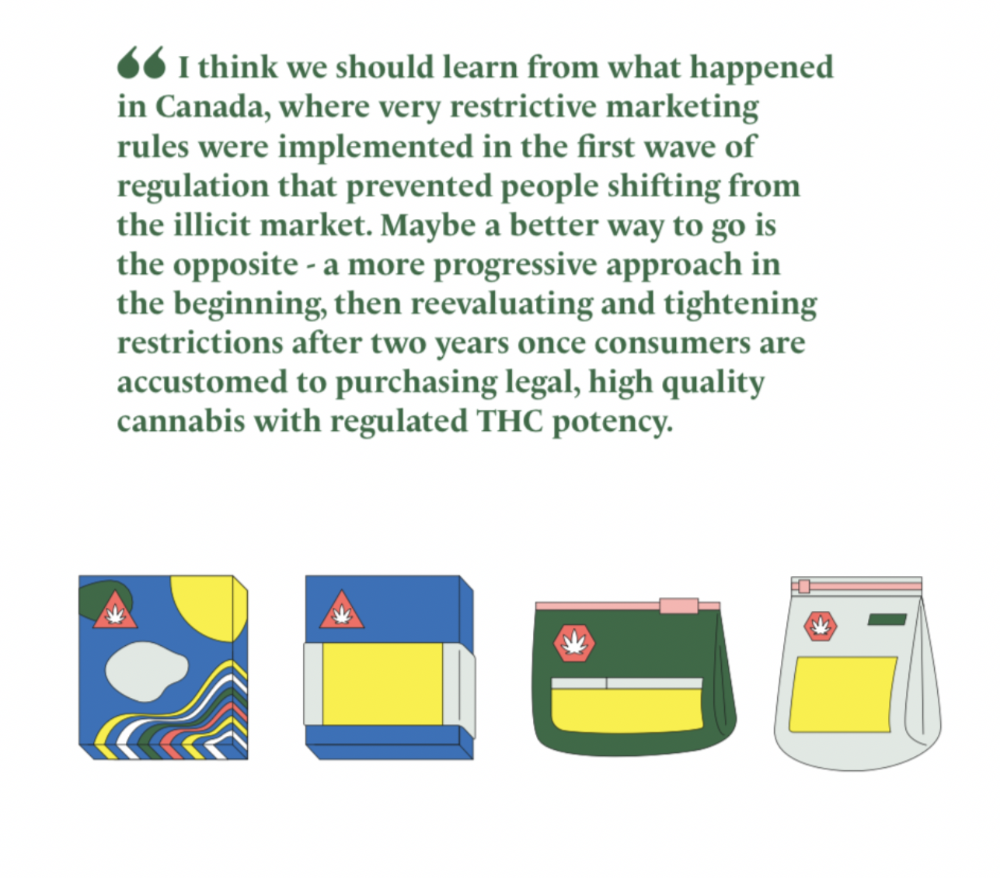 “ I think we should learn from what happened
in Canada, where very restrictive marketing
rules were implemented in the first wave of
regulation that prevented people shifting from
the illicit market. Maybe a better way to go is
the opposite - a more progressive approach in
the beginning, then reevaluating and tightening
restrictions after two years once consumers are
accustomed to purchasing legal, high quality
cannabis with regulated THC potency.